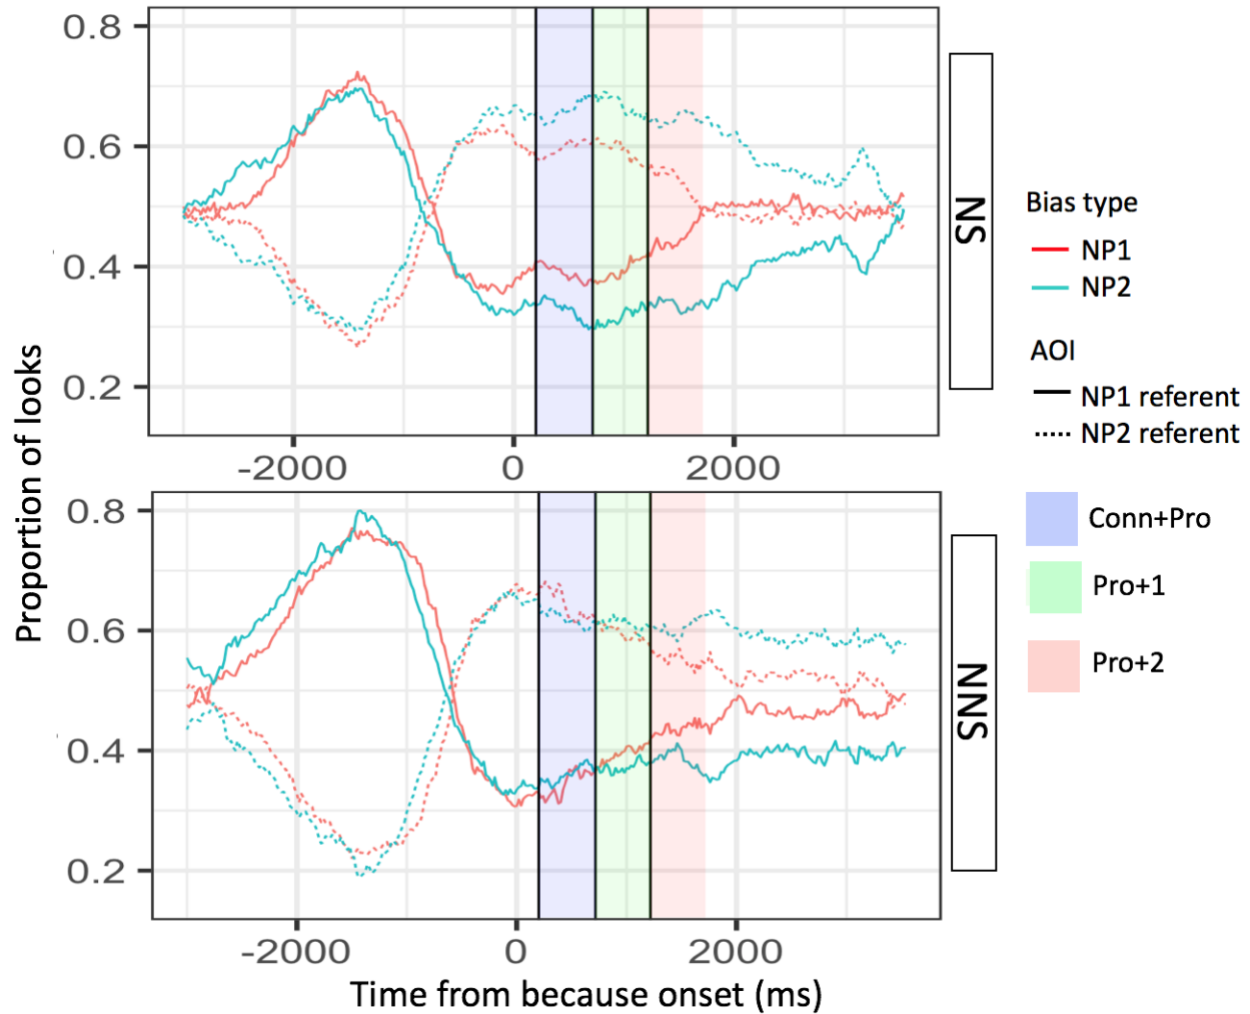 0.8
0.6
0.4
0.2
-2000
0
2000
NS
0.8
0.6
0.4
0.2
-2000
0
2000
NNS
Proportion of looks
Time from because onset (ms)
Bias type
NP1
NP2
AOI
NP1 referent
NP2 referent
Conn+Pro
Pro+1
Pro+2